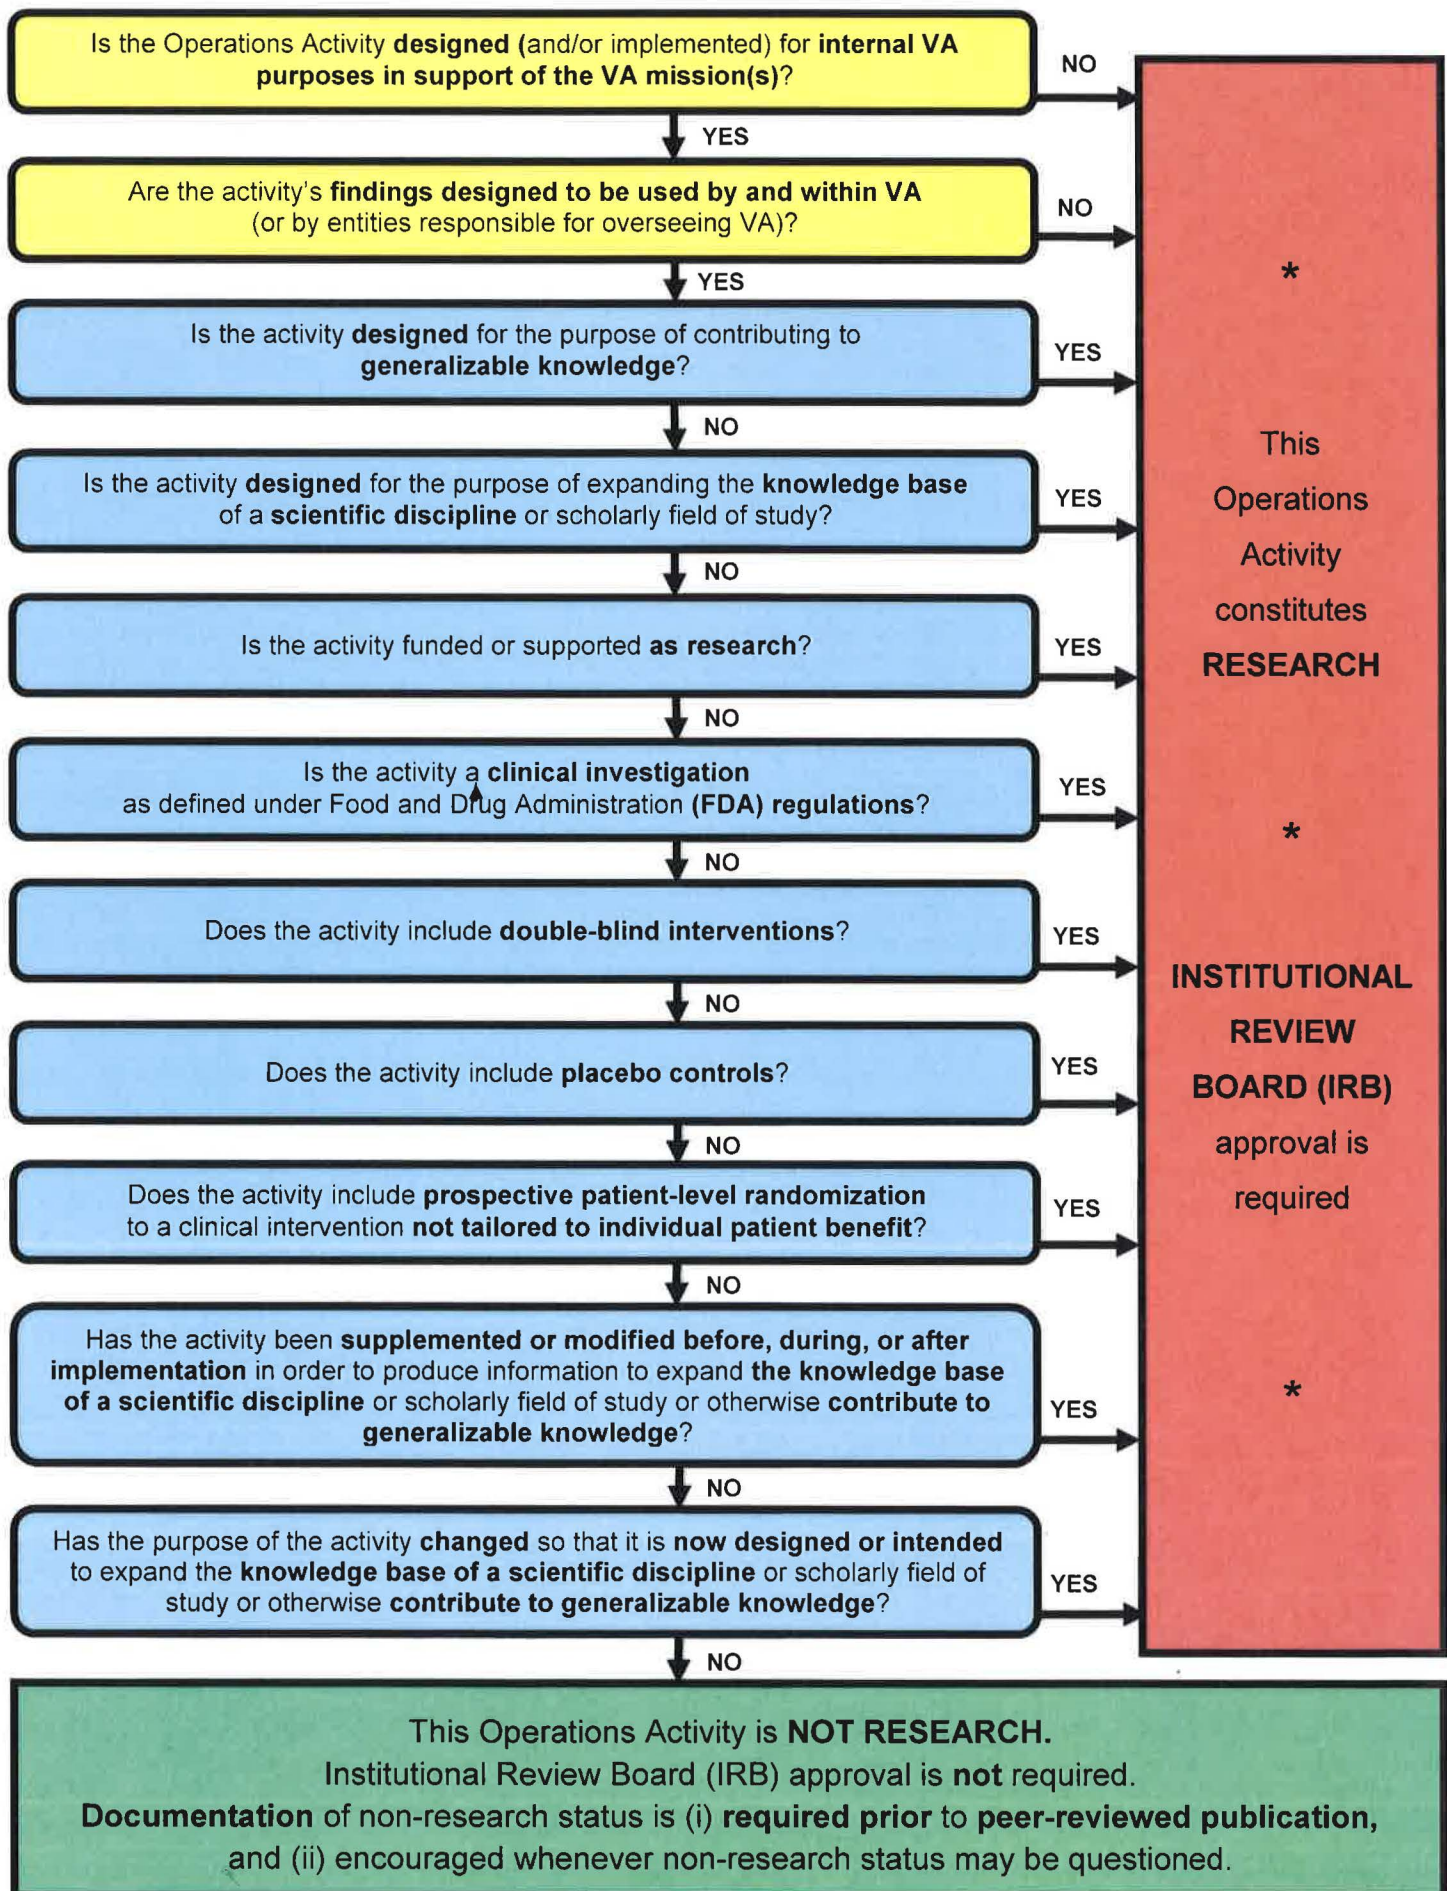 Is the Operations Activity designed (and/or implemented) for internal VA
purposes in support of the VA mission(s)?
NO
YES
Are the activity's findings designed to be used by and within VA
(or by entities responsible for overseeing VA)?
NO
YES
Is the activity designed for the purpose of contributing to
generalizable knowledge?
YES
NO
Is the activity designed for the purpose of expanding the knowledge base
of a scientific discipline or scholarly field of study?
YES
NO
Is the activity funded or supported as research?
YES
NO
Is the activity a clinical investigation
as defined under Food and Drug Administration (FDA) regulations?
YES
NO
Does the activity include double-blind interventions?
YES
NO
Does the activity include placebo controls?
YES
NO
Does the activity include prospective patient-level randomization
to a clinical intervention not tailored to individual patient benefit?
YES
NO
Has the activity been supplemented or modified before, during, or after
implementation in order to produce information to expand the knowledge base
of a scientific discipline or scholarly field of study or otherwise contribute to
generalizable knowledge?
YES
NO
Has the purpose of the activity changed so that it is now designed or intended
to expand the knowledge base of a scientific discipline or scholarly field of
study or otherwise contribute to generalizable knowledge?
YES
NO
*
This
Operations
Activity
constitutes
RESEARCH
*
INSTITUTIONAL
REVIEW
BOARD (IRB)
approval is
required
*
This Operations Activity is NOT RESEARCH.
Institutional Review Board (IRB) approval is not required.
Documentation of non-research status is (i) required prior to peer-reviewed publication,
and (ii) encouraged whenever non-research status may be questioned.